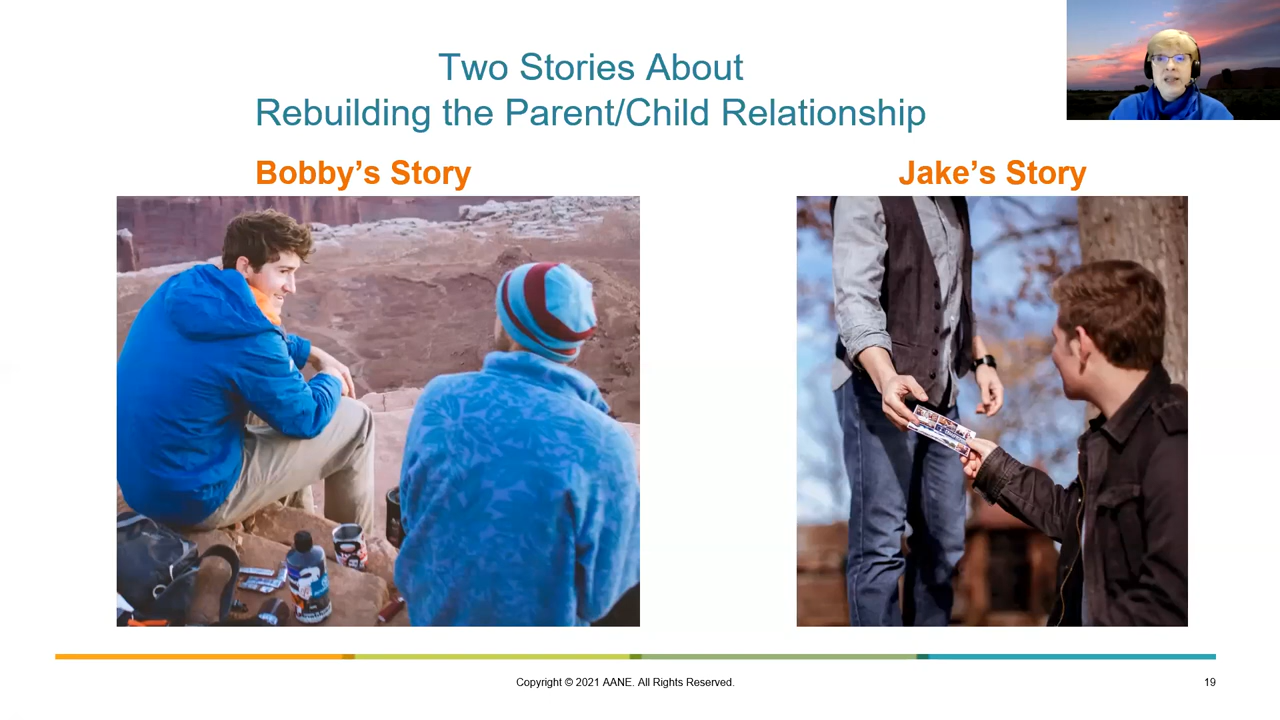 Two Stories About
Rebuilding the Parent/Child Relationship
Bobby’s Story
Jake’s Story
Copyright © 2021 AANE. All Rights Reserved.
19